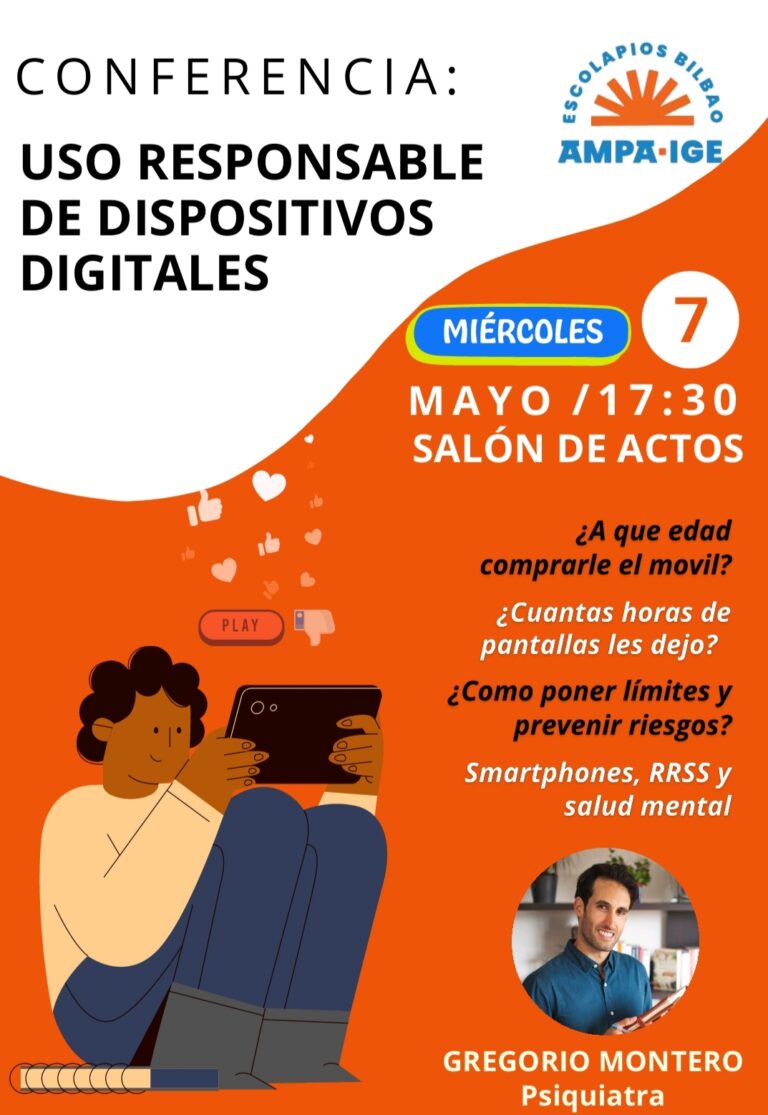 CONFERENCIA:
ESCOLAPIOS BILBAO
AMPA·IGE
USO RESPONSABLE
DE DISPOSITIVOS
DIGITALES
MIÉRCOLES 7
MAYO /17:30
SALÓN DE ACTOS
¿A que edad
comprarle el movil?
¿Cuantas horas de
pantallas les dejo?
¿Como poner límites y
prevenir riesgos?
Smartphones, RRSS y
salud mental
PLAY
GREGORIO MONTERO
Psiquiatra